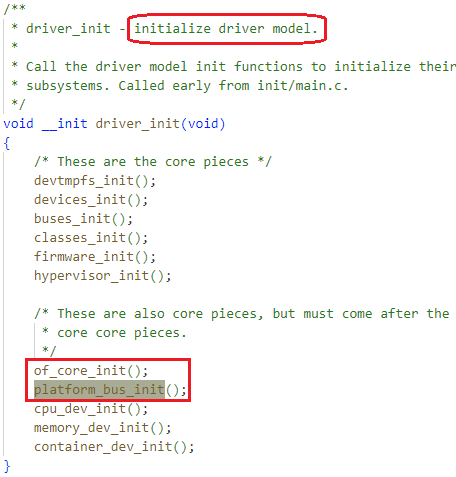 /**
 * driver_init - initialize driver model.
 *
 * Call the driver model init functions to initialize their
 * subsystems. Called early from init/main.c.
 */
void __init driver_init(void)
{
    /* These are the core pieces */
    devtmpfs_init();
    devices_init();
    buses_init();
    classes_init();
    firmware_init();
    hypervisor_init();

    /* These are also core pieces, but must come after the
     * core core pieces.
     */
    of_core_init();
    platform_bus_init();
    cpu_dev_init();
    memory_dev_init();
    container_dev_init();
}